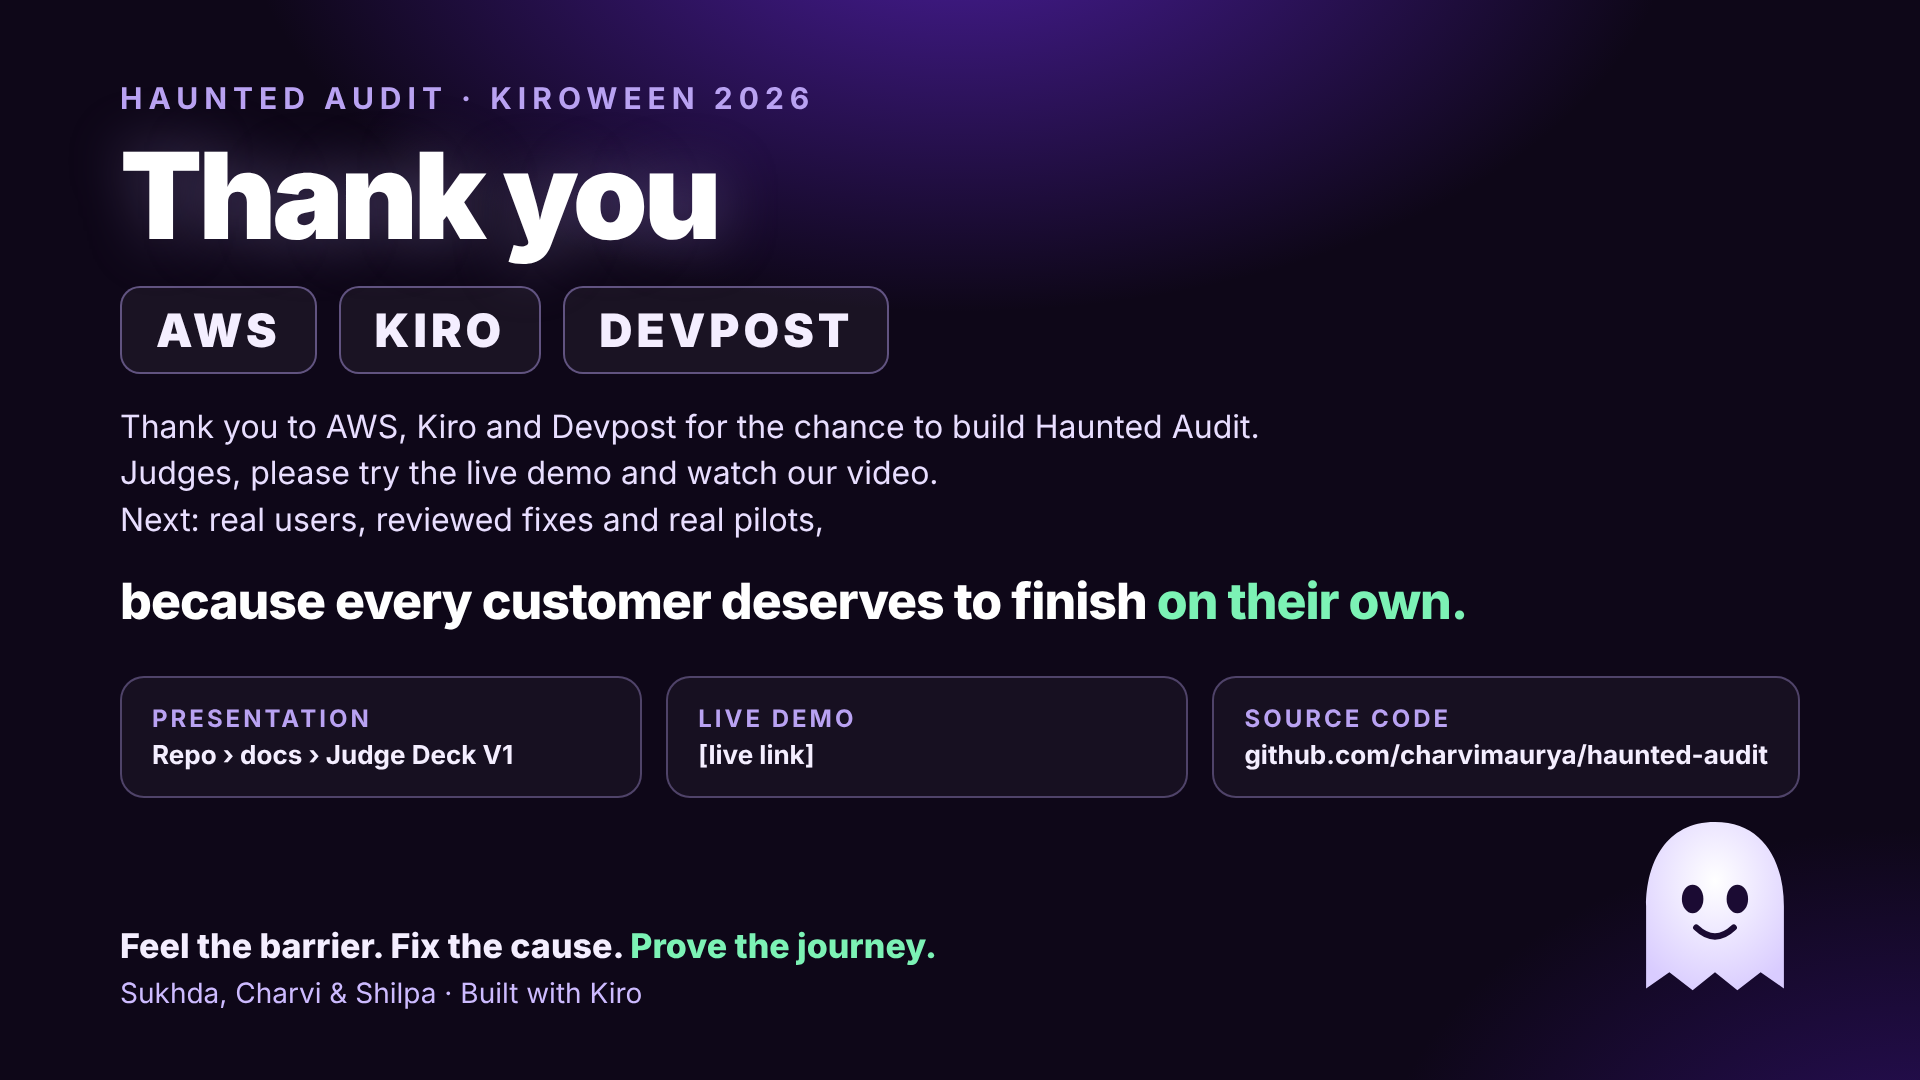 HAUNTED AUDIT · KIROWEEN 2026
Thank you
AWS KIRO DEVPOST
Thank you to AWS, Kiro and Devpost for the chance to build Haunted Audit.
Judges, please try the live demo and watch our video.
Next: real users, reviewed fixes and real pilots,
because every customer deserves to finish on their own.
PRESENTATION
Repo › docs › Judge Deck V1
LIVE DEMO
[live link]
SOURCE CODE
github.com/charvimaurya/haunted-audit
Feel the barrier. Fix the cause. Prove the journey.
Sukhda, Charvi & Shilpa · Built with Kiro